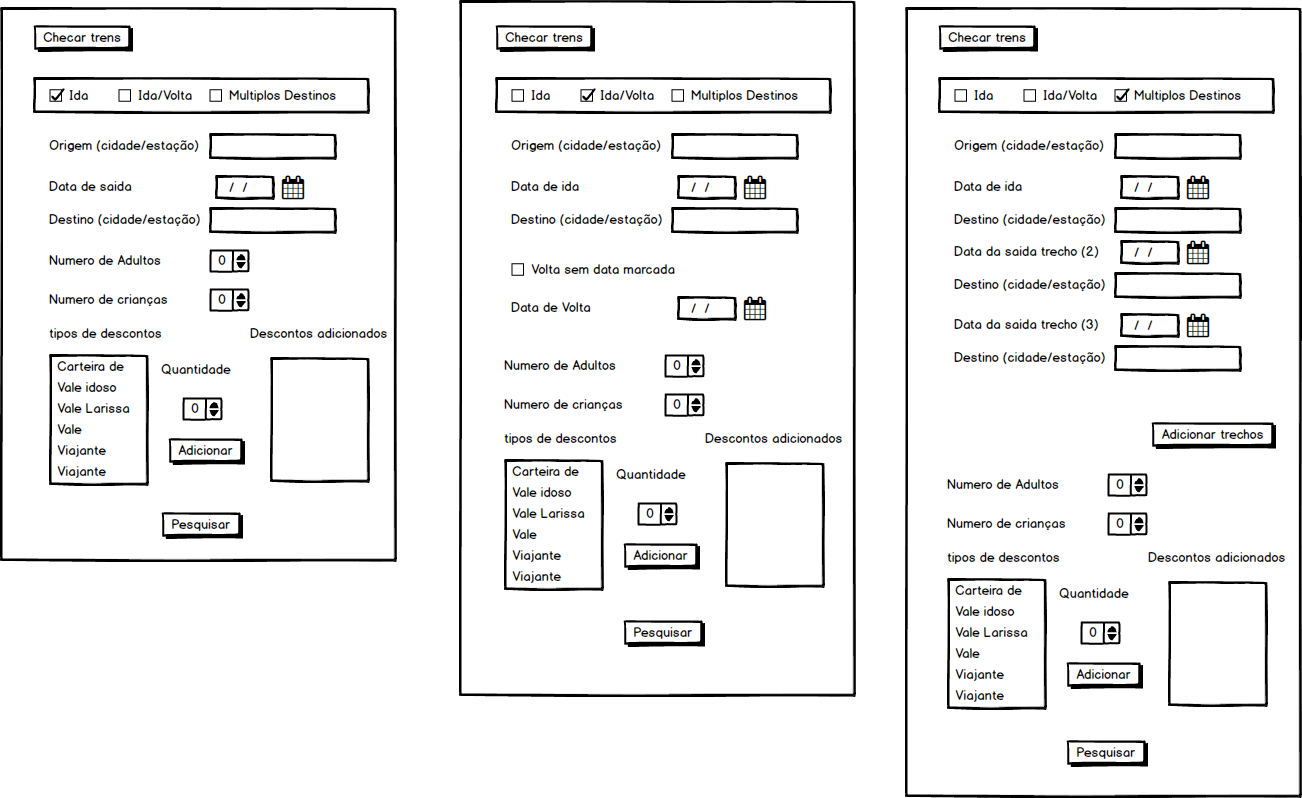 Checar trens
Ida Ida/Volta Multiplos Destinos
Origem (cidade/estação)
Data de saida / /
Destino (cidade/estação)
Numero de Adultos 0
Numero de crianças 0
tipos de descontos Descontos adicionados
Carteira de
Quantidade
Vale idoso
Vale Larissa 0
Vale
Viajante Adicionar
Viajante
Pesquisar
Checar trens
Ida Ida/Volta Multiplos Destinos
Origem (cidade/estação)
Data de ida / /
Destino (cidade/estação)
Volta sem data marcada
Data de Volta / /
Numero de Adultos 0
Numero de crianças 0
tipos de descontos Descontos adicionados
Carteira de
Quantidade
Vale idoso
Vale Larissa 0
Vale
Viajante Adicionar
Viajante
Pesquisar
Checar trens
Ida Ida/Volta Multiplos Destinos
Origem (cidade/estação)
Data de ida / /
Destino (cidade/estação)
Data da saida trecho (2) / /
Destino (cidade/estação)
Data da saida trecho (3) / /
Destino (cidade/estação)
Adicionar trechos
Numero de Adultos 0
Numero de crianças 0
tipos de descontos Descontos adicionados
Carteira de
Quantidade
Vale idoso
Vale Larissa 0
Vale
Viajante Adicionar
Viajante
Pesquisar